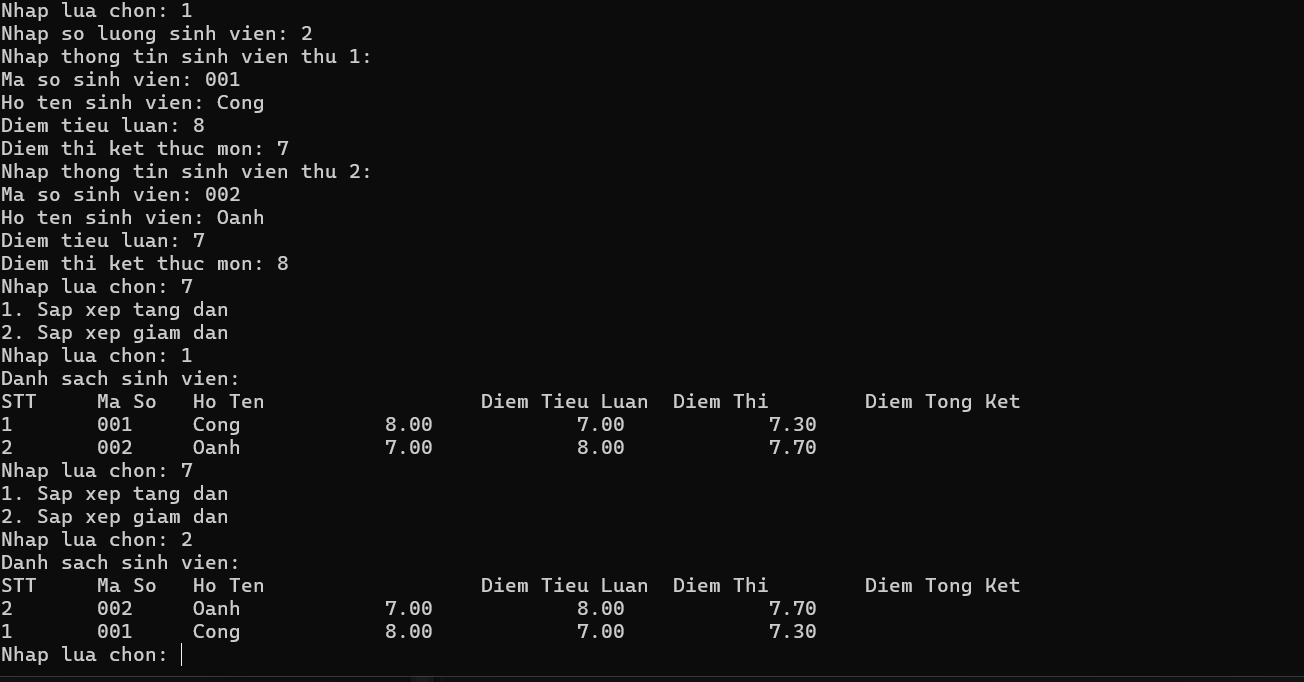 Nhap lua chon: 1
Nhap so luong sinh vien: 2
Nhap thong tin sinh vien thu 1:
Ma so sinh vien: 001
Ho ten sinh vien: Cong
Diem tieu luan: 8
Diem thi ket thuc mon: 7
Nhap thong tin sinh vien thu 2:
Ma so sinh vien: 002
Ho ten sinh vien: Oanh
Diem tieu luan: 7
Diem thi ket thuc mon: 8
Nhap lua chon: 7
1. Sap xep tang dan
2. Sap xep giam dan
Nhap lua chon: 1
Danh sach sinh vien:
STT     Ma So   Ho Ten                  Diem Tieu Luan  Diem Thi        Diem Tong Ket
1       001     Cong            8.00            7.00            7.30
2       002     Oanh            7.00            8.00            7.70
Nhap lua chon: 7
1. Sap xep tang dan
2. Sap xep giam dan
Nhap lua chon: 2
Danh sach sinh vien:
STT     Ma So   Ho Ten                  Diem Tieu Luan  Diem Thi        Diem Tong Ket
2       002     Oanh            7.00            8.00            7.70
1       001     Cong            8.00            7.00            7.30
Nhap lua chon: